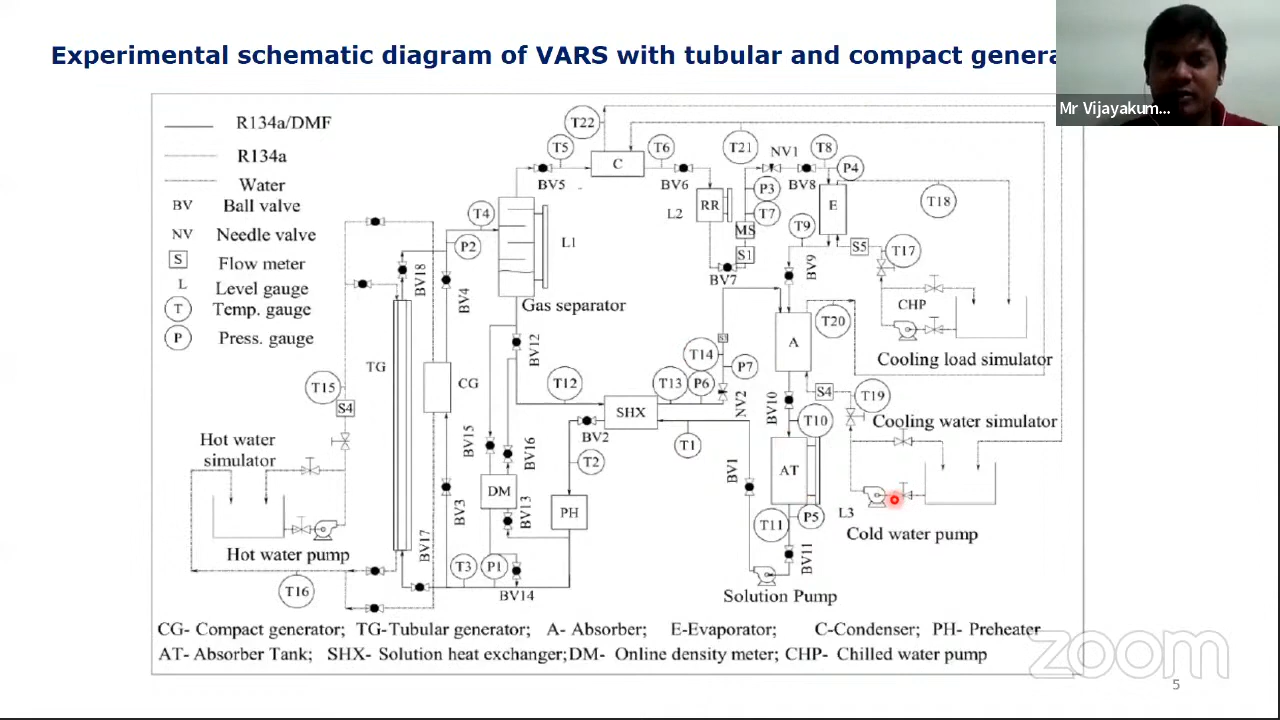 Experimental schematic diagram of VARS with tubular and compact genera
Mr Vijayakum...
R134a/DMF
R134a
Water
BV Ball valve
NV Needle valve
S Flow meter
L Level gauge
T Temp. gauge
P Press. gauge
T22
T5
C
T6
BV5
BV6
L2
RR
T21
NV1
T8
P4
BV8
P3
T7
MS
S1
BV7
E
T18
T9
S5
T17
BV9
CHP
Cooling load simulator
T4
P2
L1
BV18
BV4
Gas separator
BV12
TG
CG
T15
S4
Hot water
simulator
Hot water pump
T16
BV17
BV3
T3
P1
BV14
BV15
BV16
DM
BV13
PH
T2
BV2
T12
SHX
T13
P6
T14
P7
NV2
T1
BV1
A
T20
BV10
T10
S4
T19
Cooling water simulator
AT
L3
T11
P5
BV11
Cold water pump
Solution Pump
CG- Compact generator; TG-Tubular generator; A- Absorber; E-Evaporator; C-Condenser; PH- Preheater
AT- Absorber Tank; SHX- Solution heat exchanger;DM- Online density meter; CHP- Chilled water pump
zoom
5